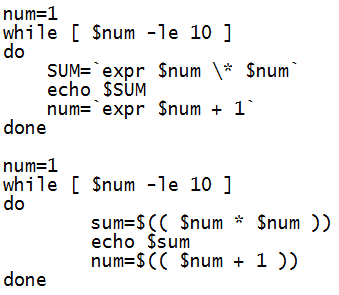 num=1
while [ $num -le 10 ]
do
    SUM=`expr $num \* $num`
    echo $SUM
    num=`expr $num + 1`
done

num=1
while [ $num -le 10 ]
do
        sum=$(( $num * $num ))
        echo $sum
        num=$(( $num + 1 ))
done